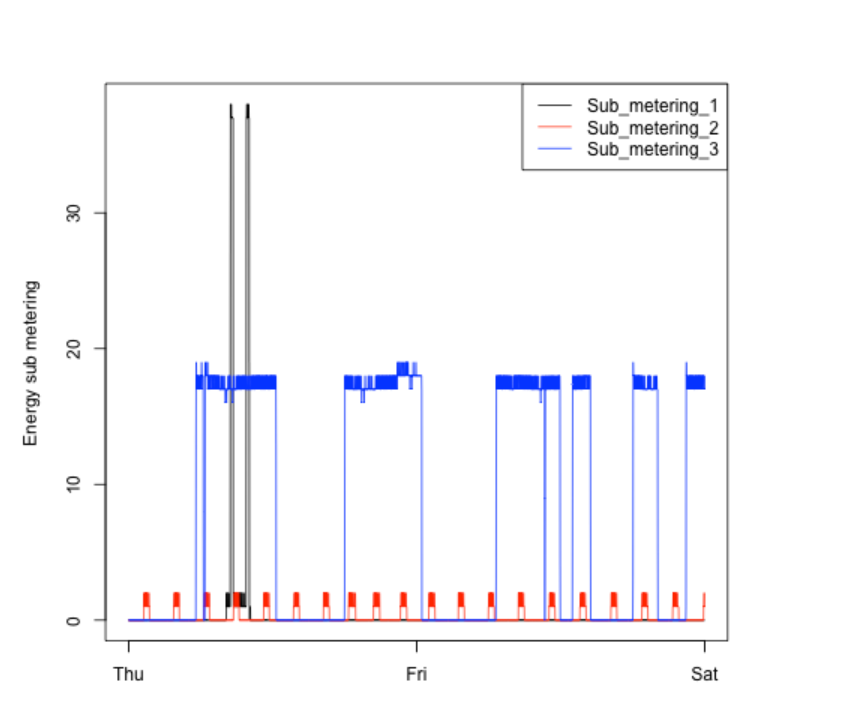 Sub_metering_1
Sub_metering_2
Sub_metering_3
30
20
10
0
Energy sub metering
Thu Fri Sat